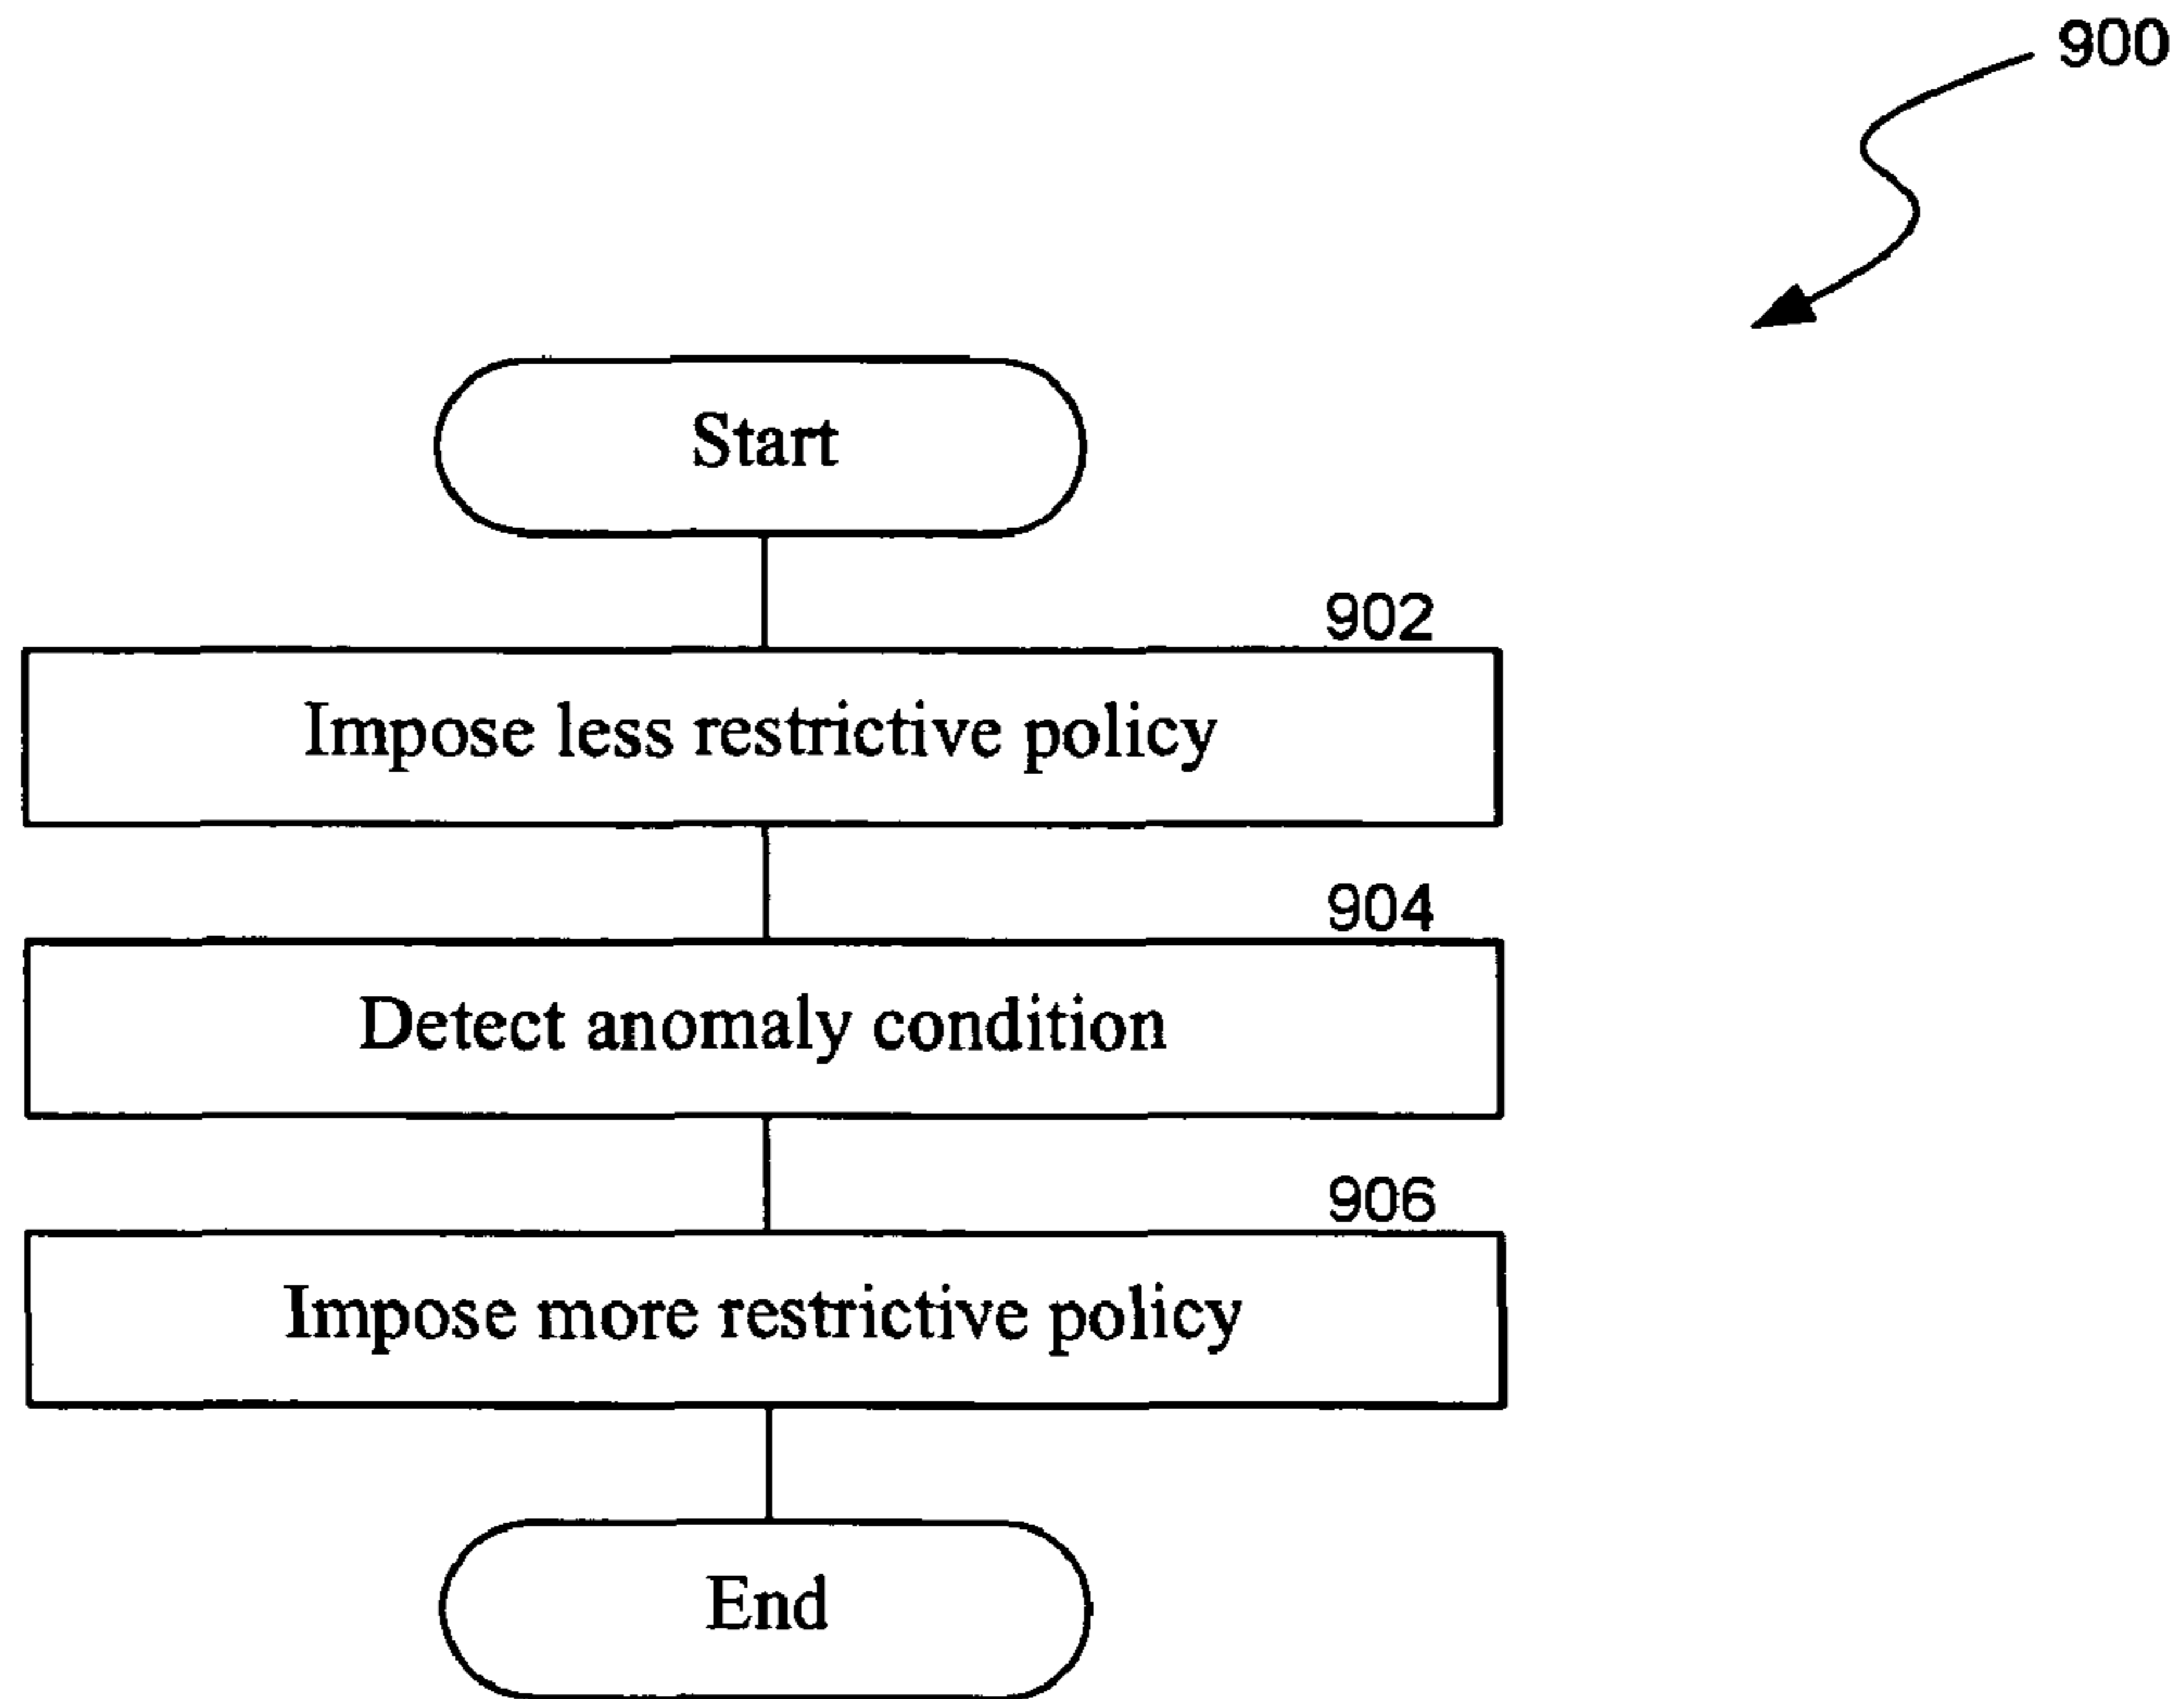 900
Start
902
Impose less restrictive policy
904
Detect anomaly condition
906
Impose more restrictive policy
End